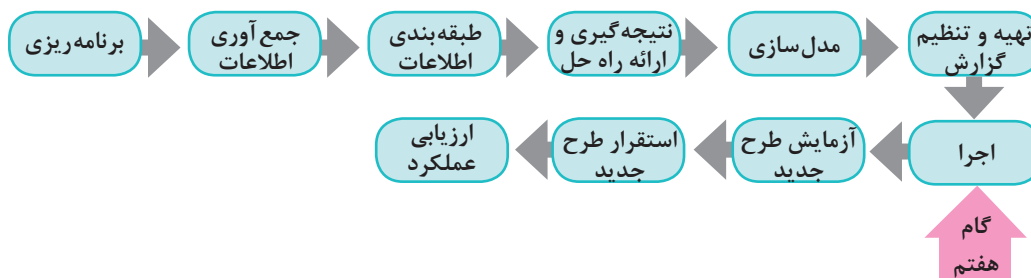 برنامه‌ریزی
جمع‌آوری
اطلاعات
طبقه‌بندی
اطلاعات
نتیجه‌گیری و
ارائه راه حل
مدل‌سازی
تهیه و تنظیم
گزارش
اجرا
آزمایش طرح
جدید
استقرار طرح
جدید
ارزیابی
عملکرد
گام
هفتم